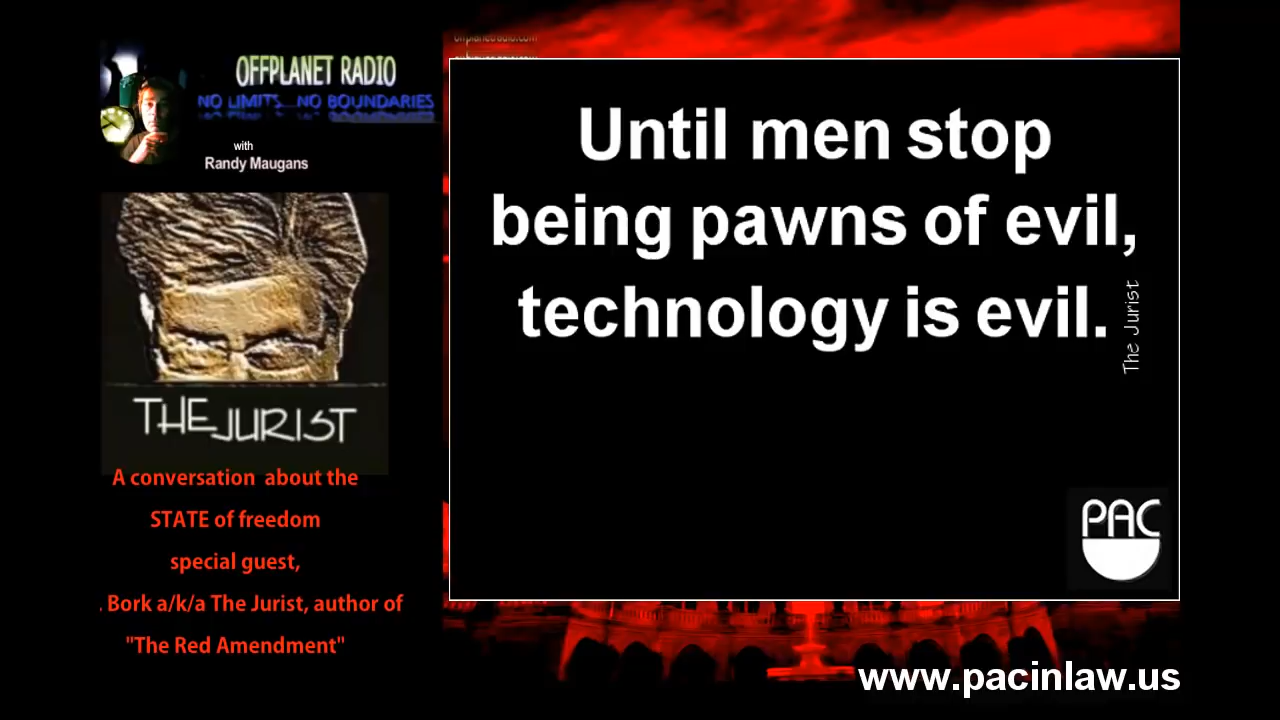 OFFPLANET RADIO
NO LIMITS...NO BOUNDARIES
with
Randy Maugans
THE JURIST
A conversation about the
STATE of freedom
special guest,
. Bork a/k/a The Jurist, author of
"The Red Amendment"
offplanetradio.com
Until men stop
being pawns of evil,
technology is evil.
The Jurist
PAC
www.pacinlaw.us